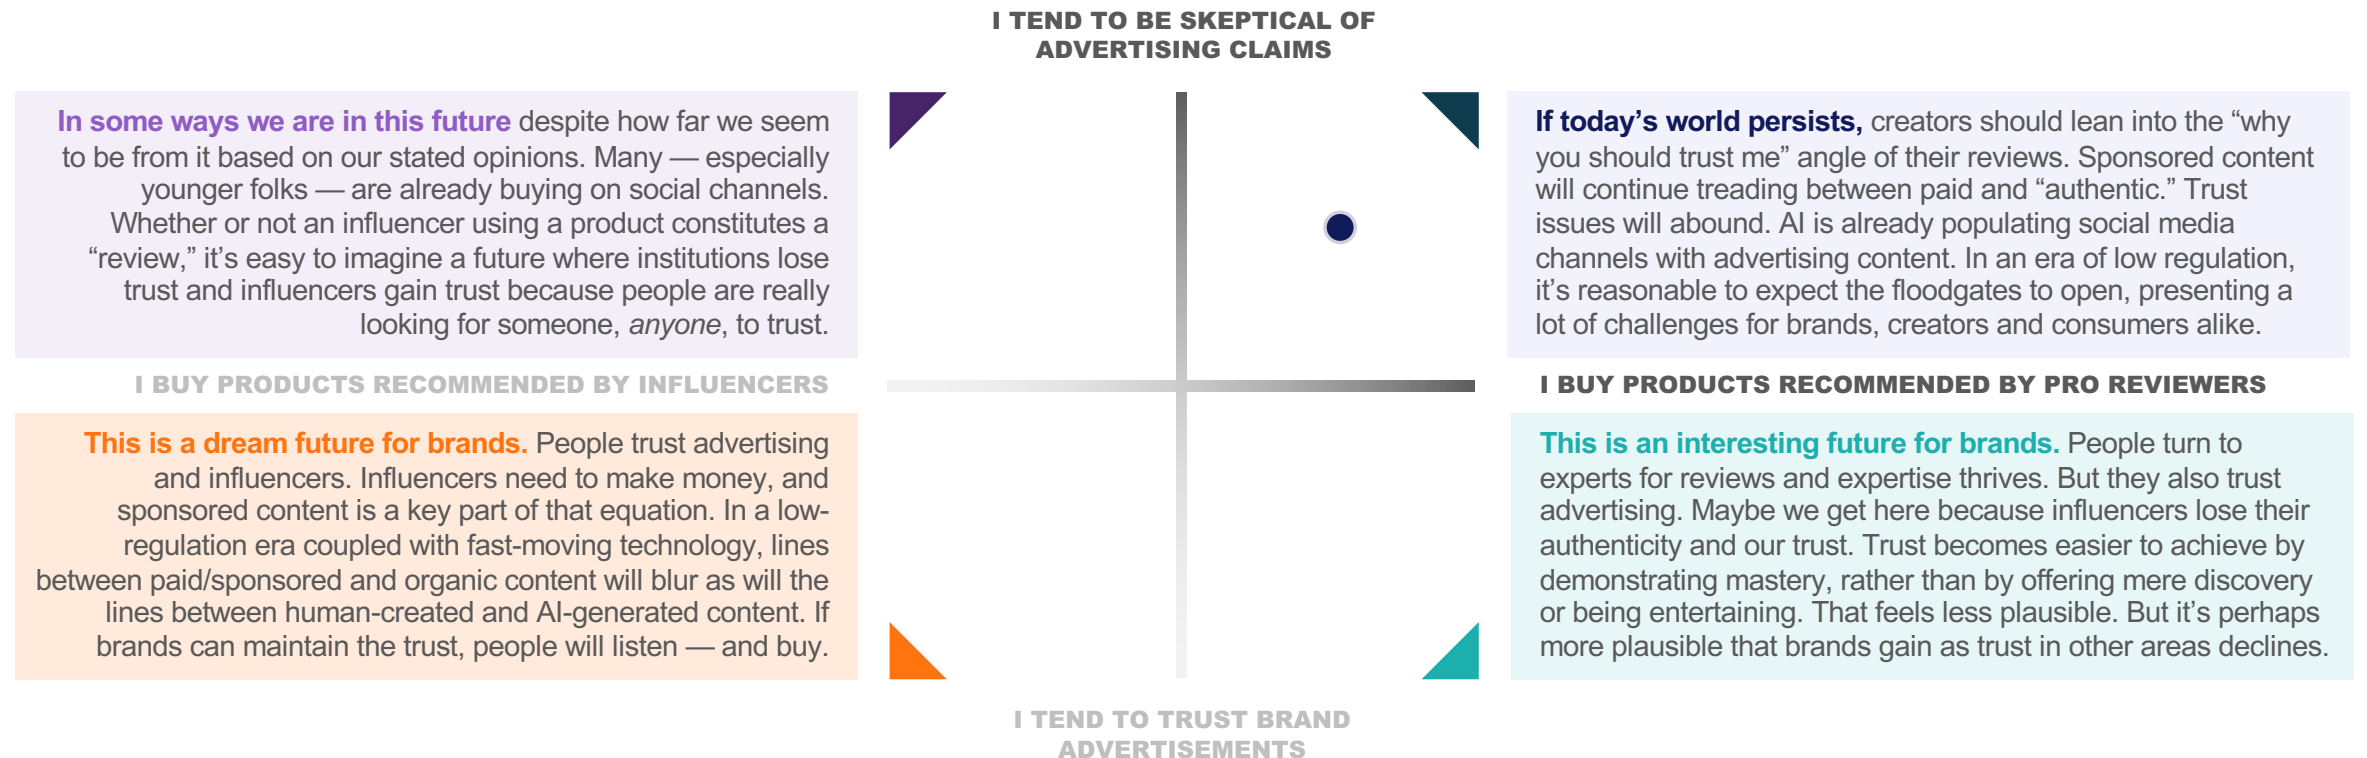 I TEND TO BE SKEPTICAL OF
ADVERTISING CLAIMS
In some ways we are in this future despite how far we seem
to be from it based on our stated opinions. Many — especially
younger folks — are already buying on social channels.
Whether or not an influencer using a product constitutes a
“review,” it’s easy to imagine a future where institutions lose
trust and influencers gain trust because people are really
looking for someone, anyone, to trust.
If today’s world persists, creators should lean into the “why
you should trust me” angle of their reviews. Sponsored content
will continue treading between paid and “authentic.” Trust
issues will abound. AI is already populating social media
channels with advertising content. In an era of low regulation,
it’s reasonable to expect the floodgates to open, presenting a
lot of challenges for brands, creators and consumers alike.
I BUY PRODUCTS RECOMMENDED BY INFLUENCERS
I BUY PRODUCTS RECOMMENDED BY PRO REVIEWERS
This is a dream future for brands. People trust advertising
and influencers. Influencers need to make money, and
sponsored content is a key part of that equation. In a low-
regulation era coupled with fast-moving technology, lines
between paid/sponsored and organic content will blur as will the
lines between human-created and AI-generated content. If
brands can maintain the trust, people will listen — and buy.
This is an interesting future for brands. People turn to
experts for reviews and expertise thrives. But they also trust
advertising. Maybe we get here because influencers lose their
authenticity and our trust. Trust becomes easier to achieve by
demonstrating mastery, rather than by offering mere discovery
or being entertaining. That feels less plausible. But it’s perhaps
more plausible that brands gain as trust in other areas declines.
I TEND TO TRUST BRAND
ADVERTISEMENTS